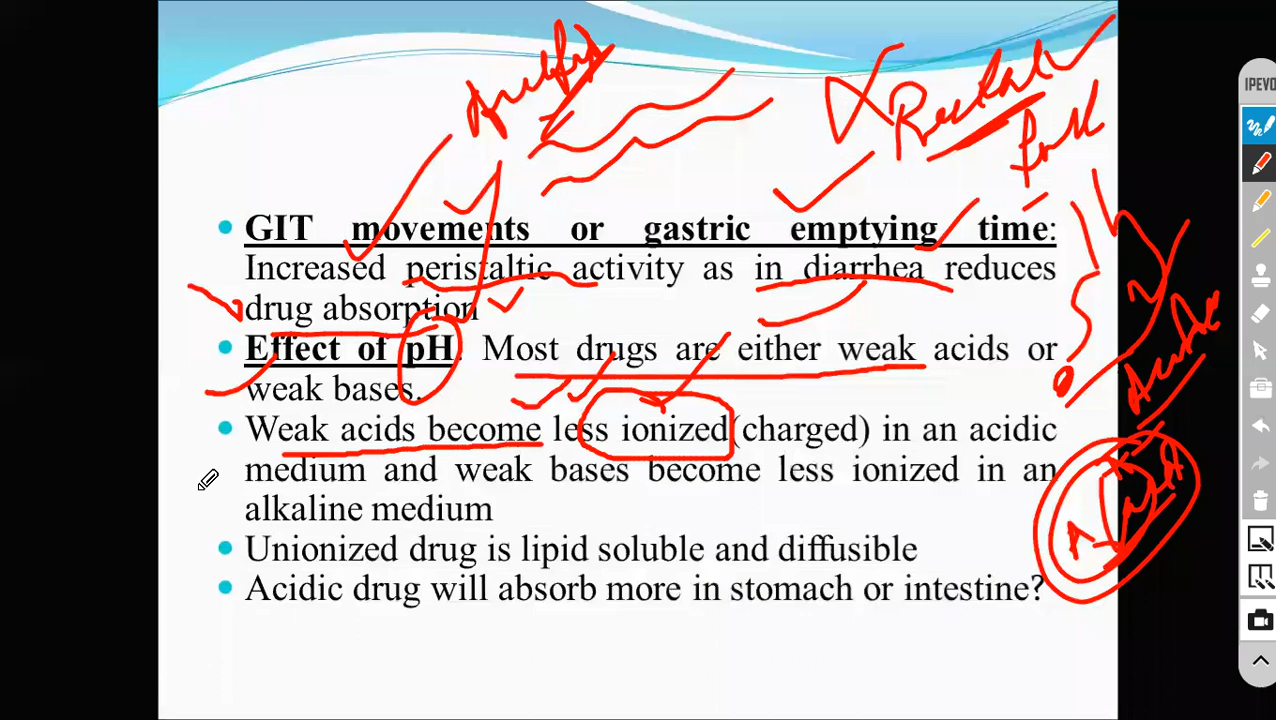 IPEVO
GIT movements or gastric emptying time:
Increased peristaltic activity as in diarrhea reduces
drug absorption
Effect of pH: Most drugs are either weak acids or
weak bases.
Weak acids become less ionized(charged) in an acidic
medium and weak bases become less ionized in an
alkaline medium
Unionized drug is lipid soluble and diffusible
Acidic drug will absorb more in stomach or intestine?